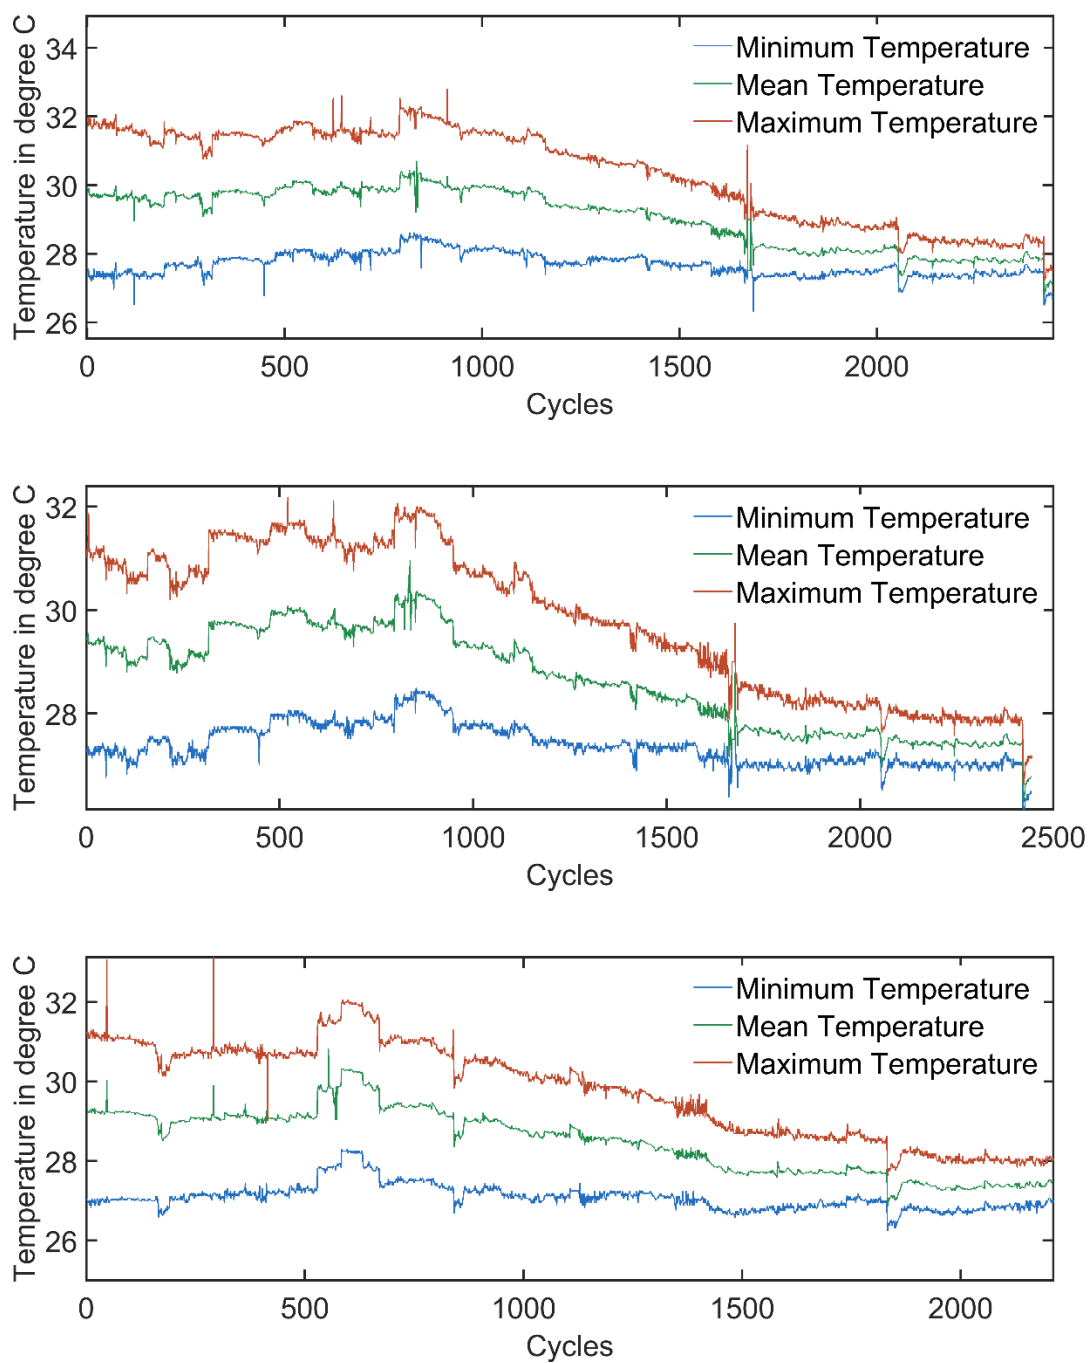 Temperature in degree C
34
32
30
28
26
Minimum Temperature
Mean Temperature
Maximum Temperature
0 500 1000 1500 2000
Cycles
Temperature in degree C
32
30
28
Minimum Temperature
Mean Temperature
Maximum Temperature
0 500 1000 1500 2000 2500
Cycles
Temperature in degree C
32
30
28
26
Minimum Temperature
Mean Temperature
Maximum Temperature
0 500 1000 1500 2000
Cycles